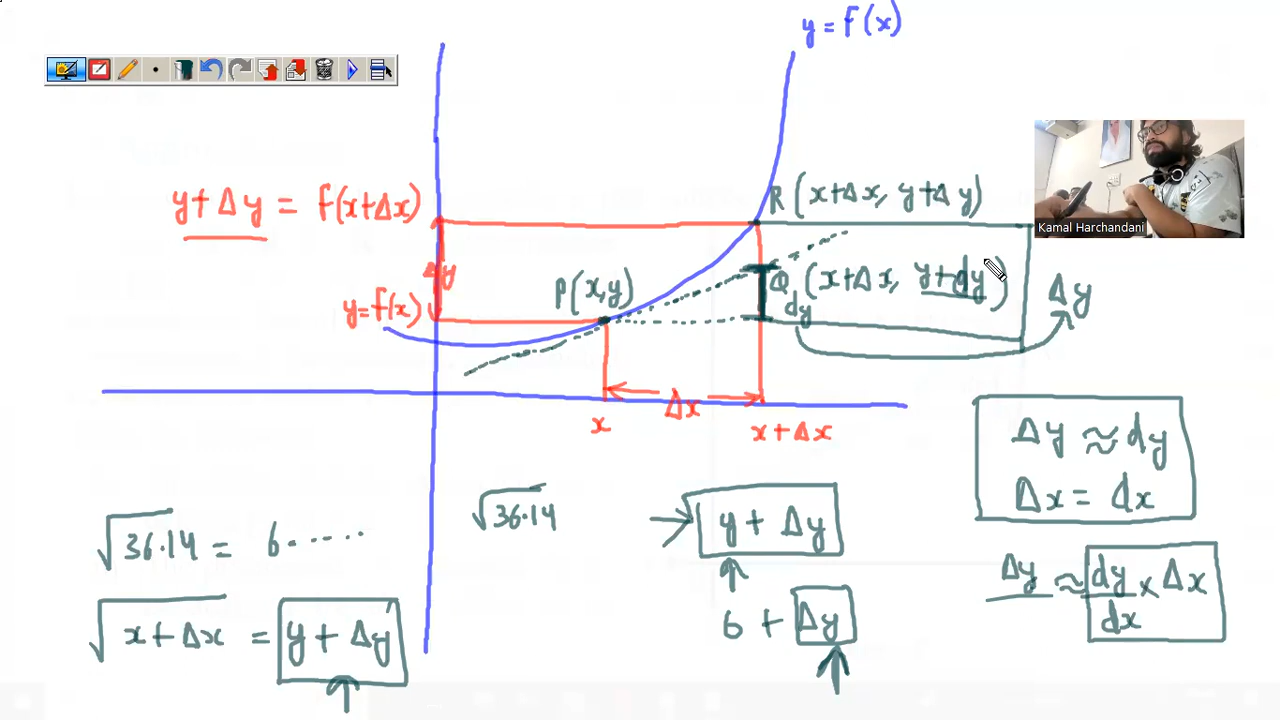 y = f(x)
y + Δy = f(x+Δx)
R (x+Δx, y+Δy)
Kamal Harchandani
Δy
P(x,y)
Q (x+Δx, y+dy)
y=f(x)
dy
Δy
Δx
x
x + Δx
Δy ≈ dy
Δx = dx
√36.14
y + Δy
√36.14 = 6......
Δy ≈ dy/dx × Δx
6 + Δy
√x+Δx = y + Δy